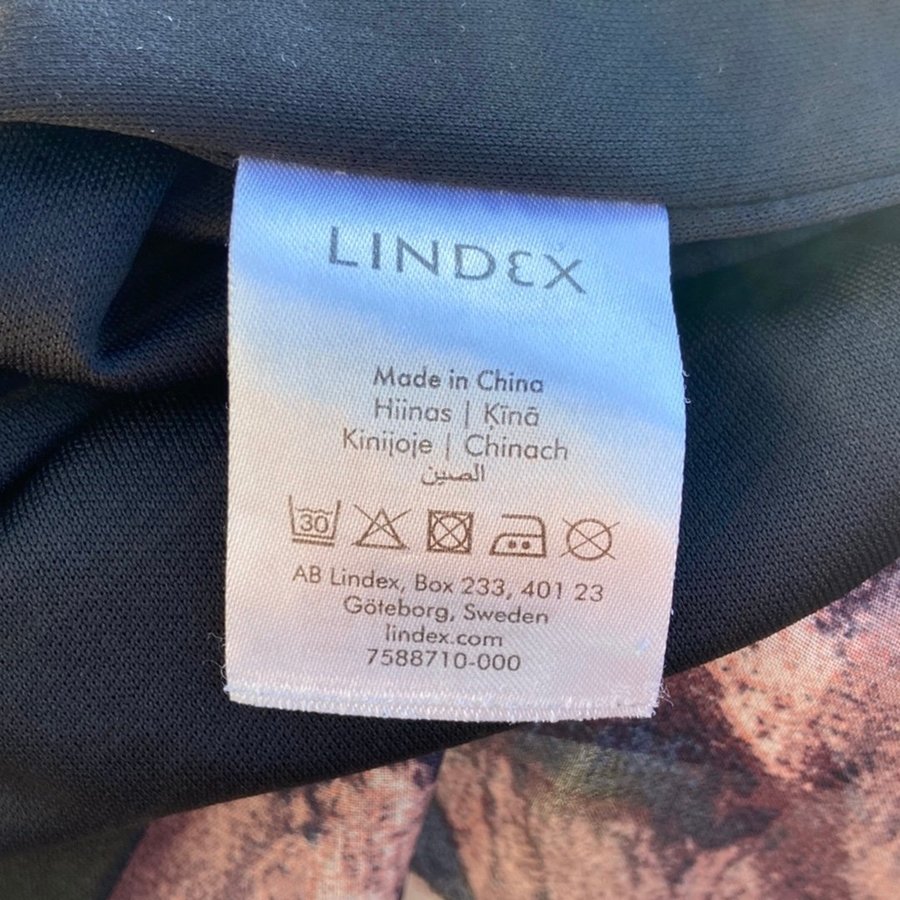 LINDEX
Made in China
Hiinas | Ķīnā
Kinijoje | Chinach
الصين
30
AB Lindex, Box 233, 401 23
Göteborg, Sweden
lindex.com
7588710-000